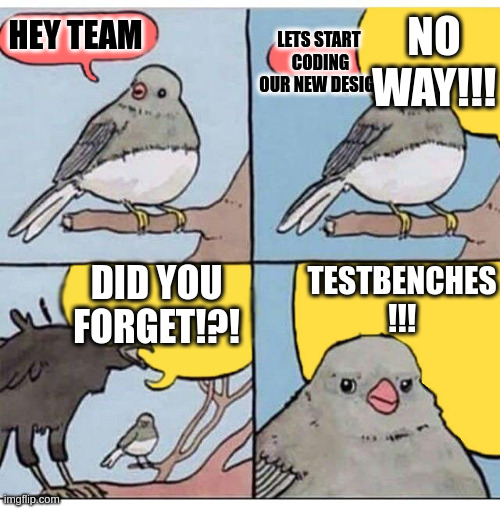 HEY TEAM
LETS START
CODING
OUR NEW DESIG
NO
WAY!!!
DID YOU
FORGET!?!
TESTBENCHES
!!!
imgflip.com